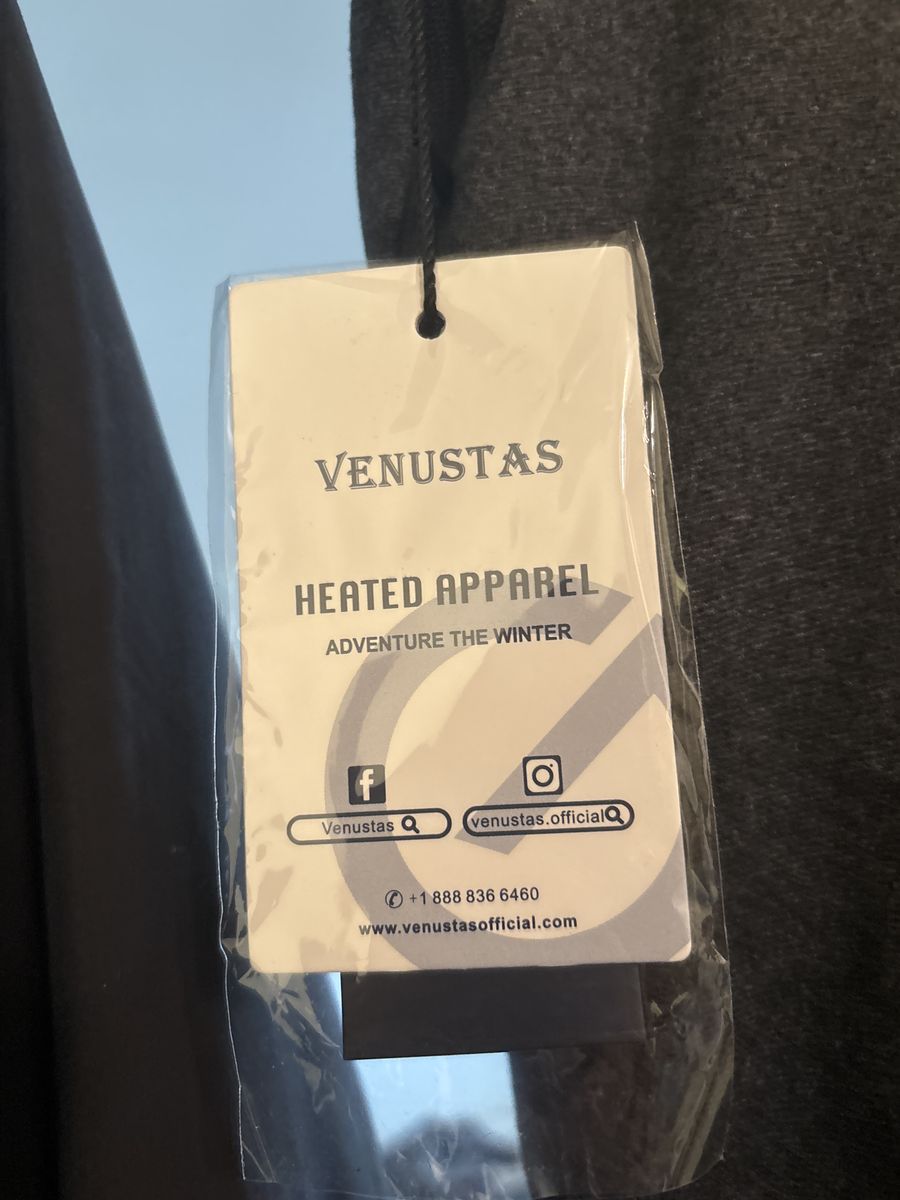 VENUSTAS
HEATED APPAREL
ADVENTURE THE WINTER
Venustas
venustas.official
+1 888 836 6460
www.venustasofficial.com